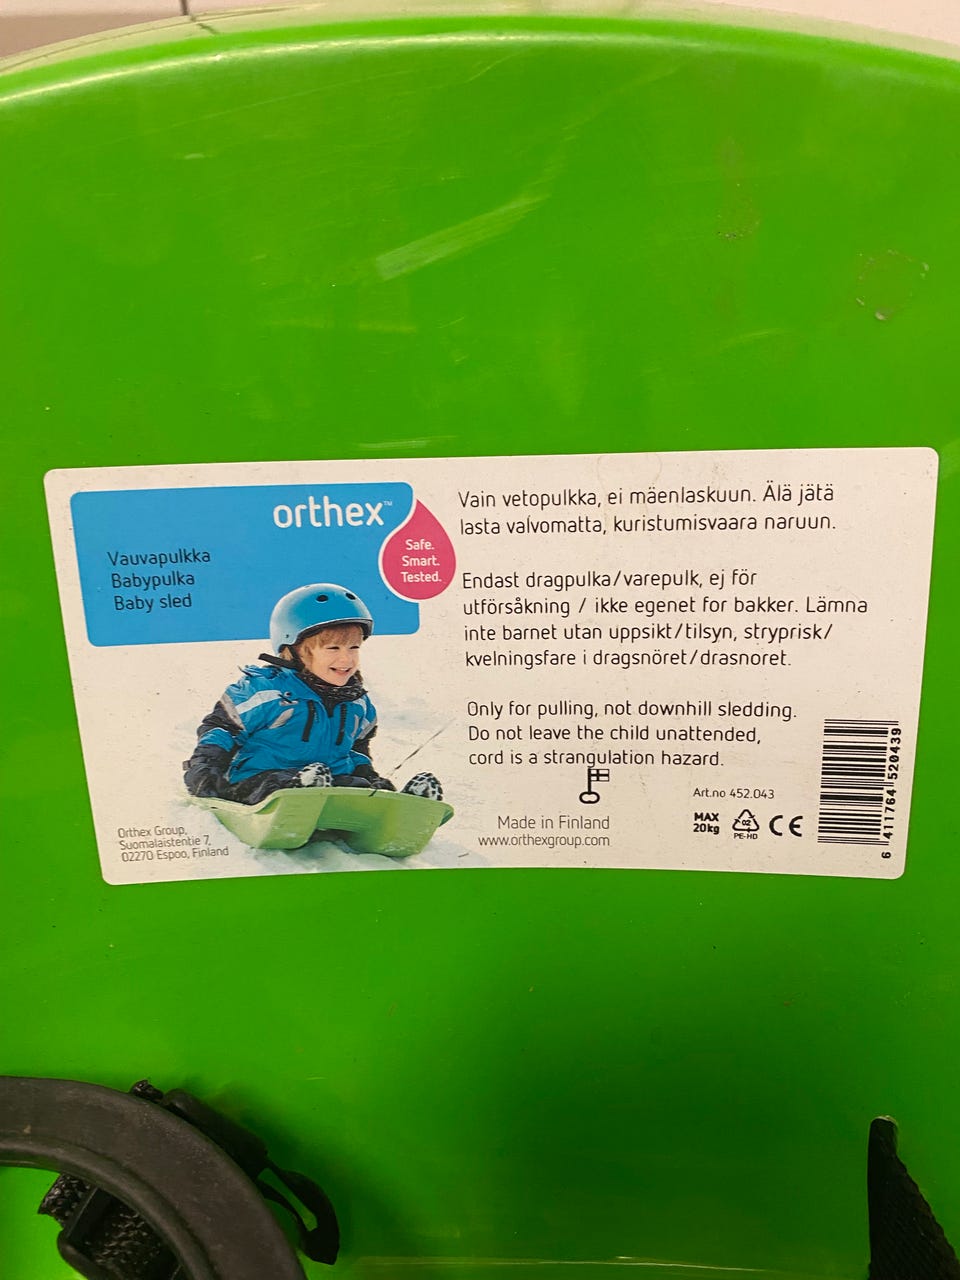 orthex™
Safe.
Smart.
Tested.
Vauvapulkka
Babypulka
Baby sled
Vain vetopulkka, ei mäenlaskuun. Älä jätä
lasta valvomatta, kuristumisvaara naruun.
Endast dragpulka/varepulk, ej för
utförsåkning / ikke egenet for bakker. Lämna
inte barnet utan uppsikt/tilsyn, stryprisk/
kvelningsfare i dragsnöret/drasnoret.
Only for pulling, not downhill sledding.
Do not leave the child unattended,
cord is a strangulation hazard.
Made in Finland
www.orthexgroup.com
Art.no 452.043
MAX
20kg
02
PE-HD
CE
6 411764 520439
Orthex Group,
Suomalaistentie 7,
02270 Espoo, Finland